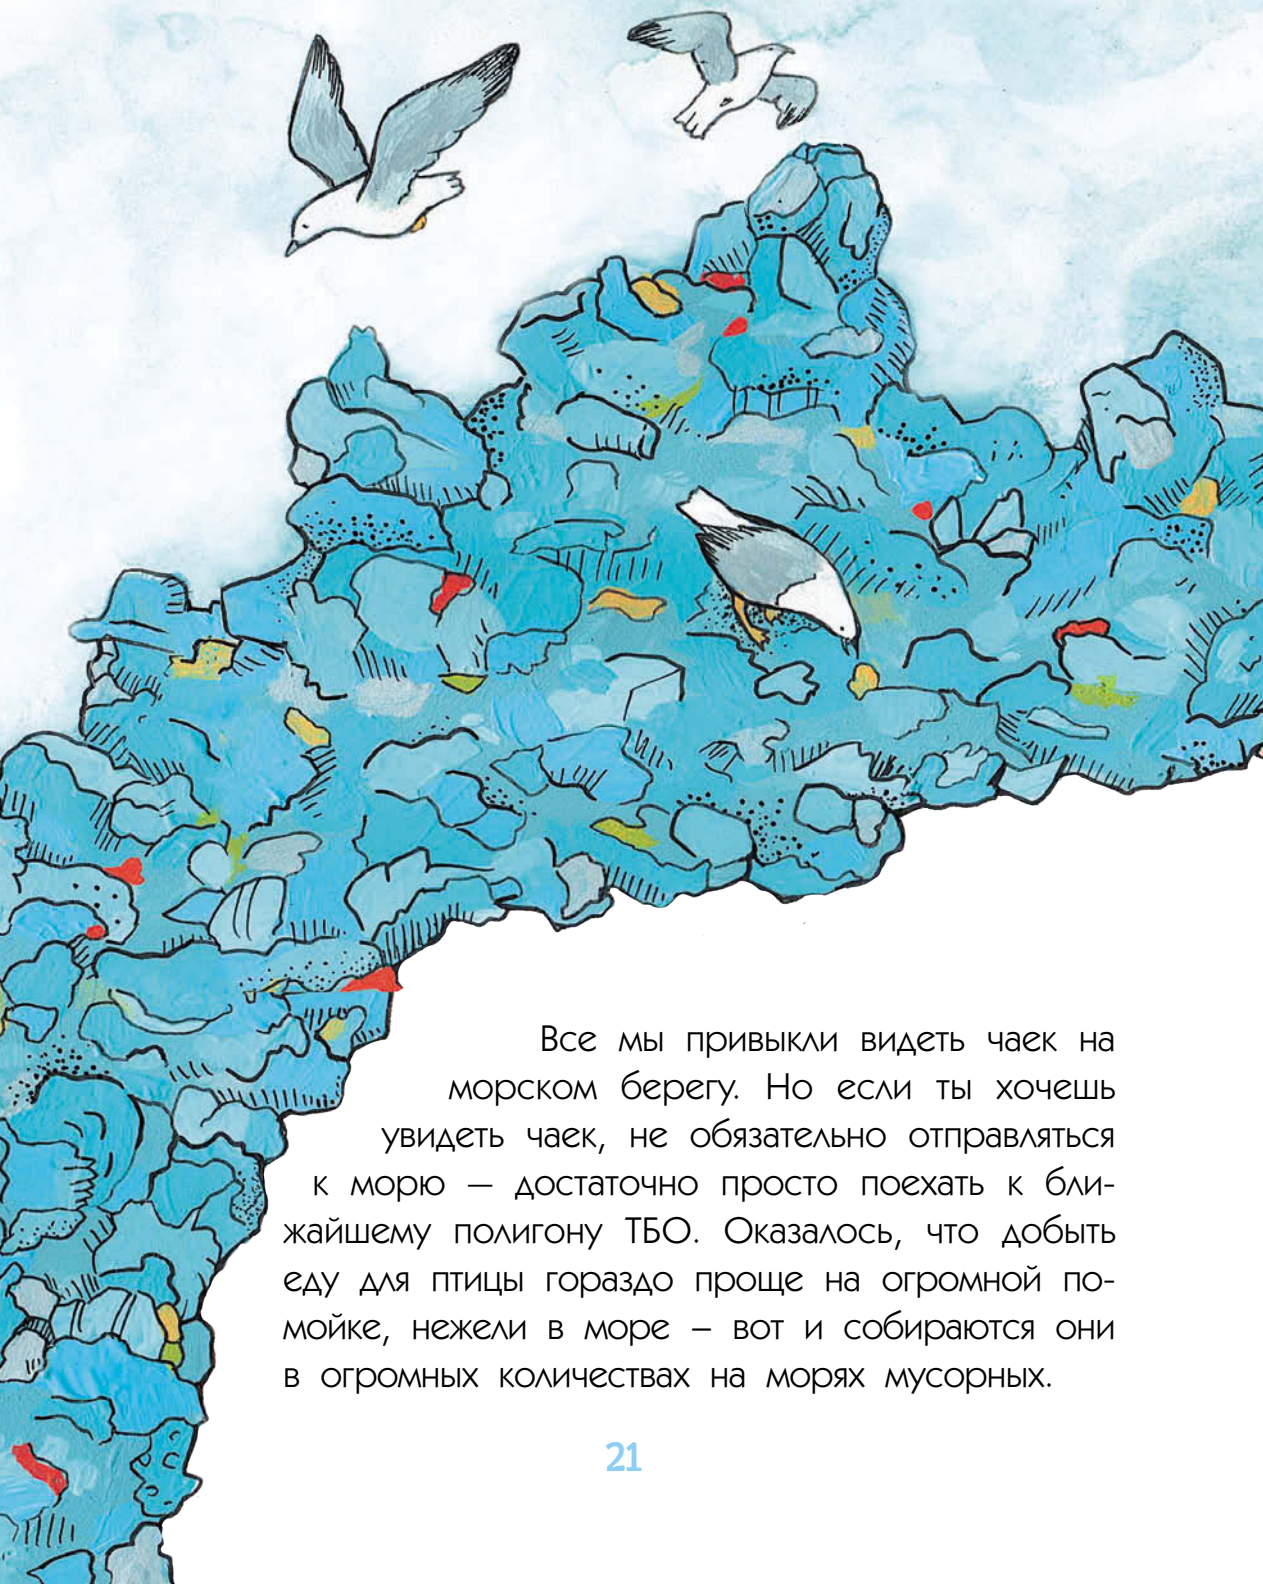 Все мы привыкли видеть чаек на
морском берегу. Но если ты хочешь
увидеть чаек, не обязательно отправляться
к морю — достаточно просто поехать к бли-
жайшему полигону ТБО. Оказалось, что добыть
еду для птицы гораздо проще на огромной по-
мойке, нежели в море – вот и собираются они
в огромных количествах на морях мусорных.
21